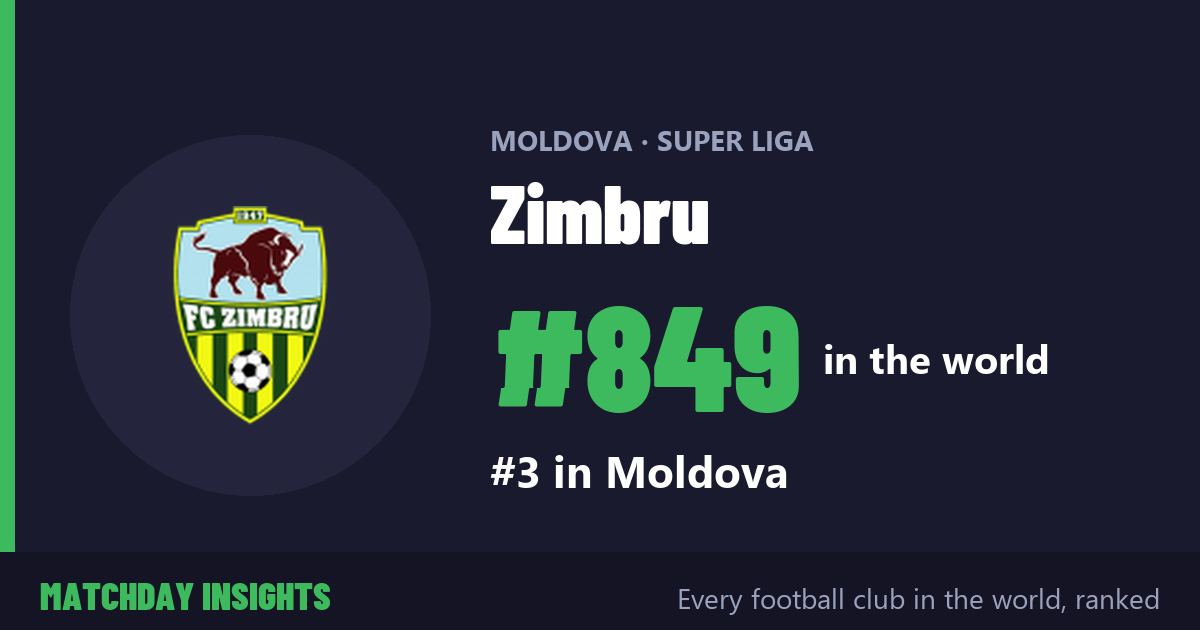 MOLDOVA · SUPER LIGA
Zimbru
1947
FC ZIMBRU
#849 in the world
#3 in Moldova
MATCHDAY INSIGHTS
Every football club in the world, ranked